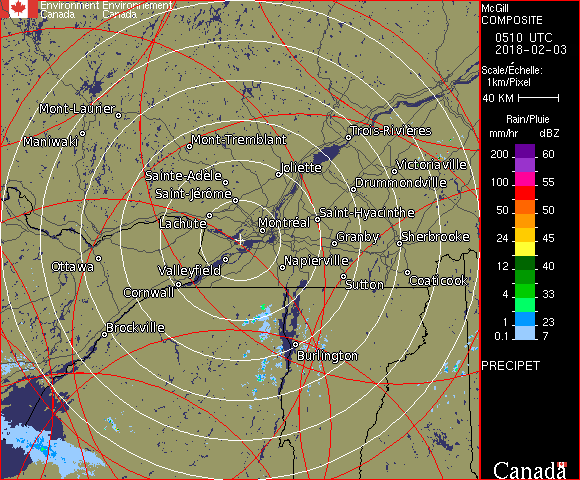 Environment Environnement
Canada Canada
McGill
COMPOSITE
0510 UTC
2018-02-03
Scale/Échelle:
1km/Pixel
40 KM
Rain/Pluie
mm/hr dBZ
200 60
150 57
100 55
50 50
24 45
12 40
4 33
1 23
0.1 7
PRECIPET
Canada
Mont-Laurier
Maniwaki
Mont-Tremblant
Trois-Rivières
Joliette
Victoriaville
Sainte-Adèle
Drummondville
Saint-Jérôme
Lachute
Montréal
Saint-Hyacinthe
Granby
Sherbrooke
Ottawa
Valleyfield
Napierville
Cornwall
Sutton
Coaticook
Brockville
Burlington